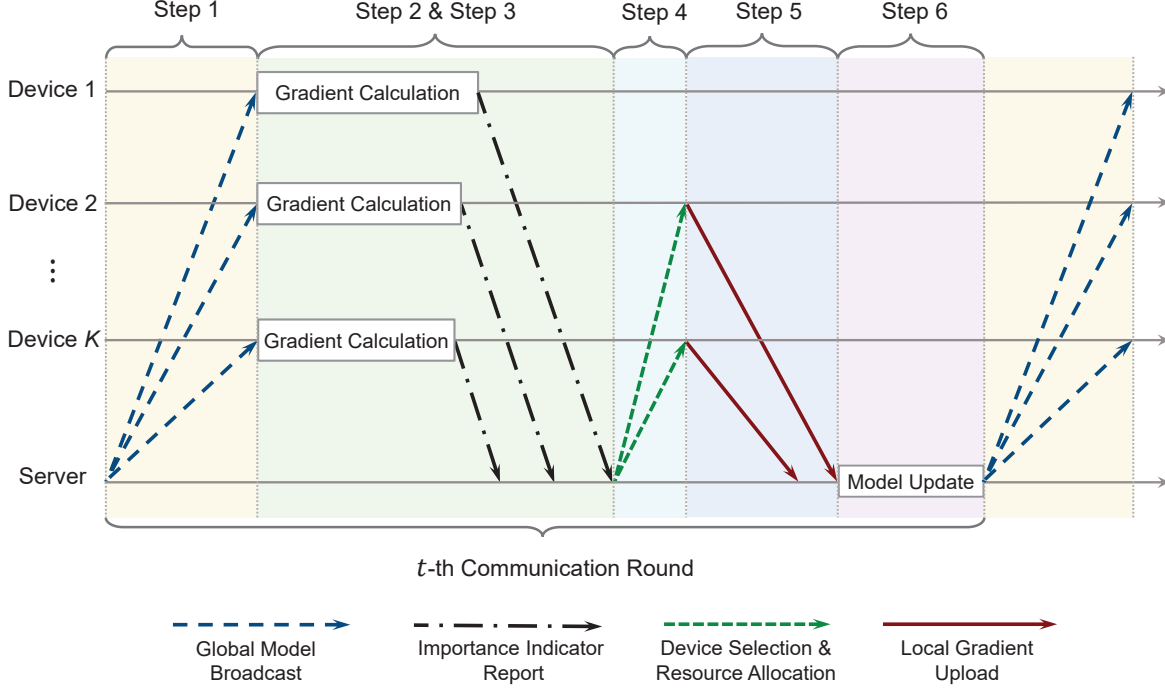 Step 1
Step 2 & Step 3
Step 4
Step 5
Step 6
Device 1
Gradient Calculation
Device 2
Gradient Calculation
⋮
Device K
Gradient Calculation
Server
Model Update
t-th Communication Round
Global Model
Broadcast
Importance Indicator
Report
Device Selection &
Resource Allocation
Local Gradient
Upload